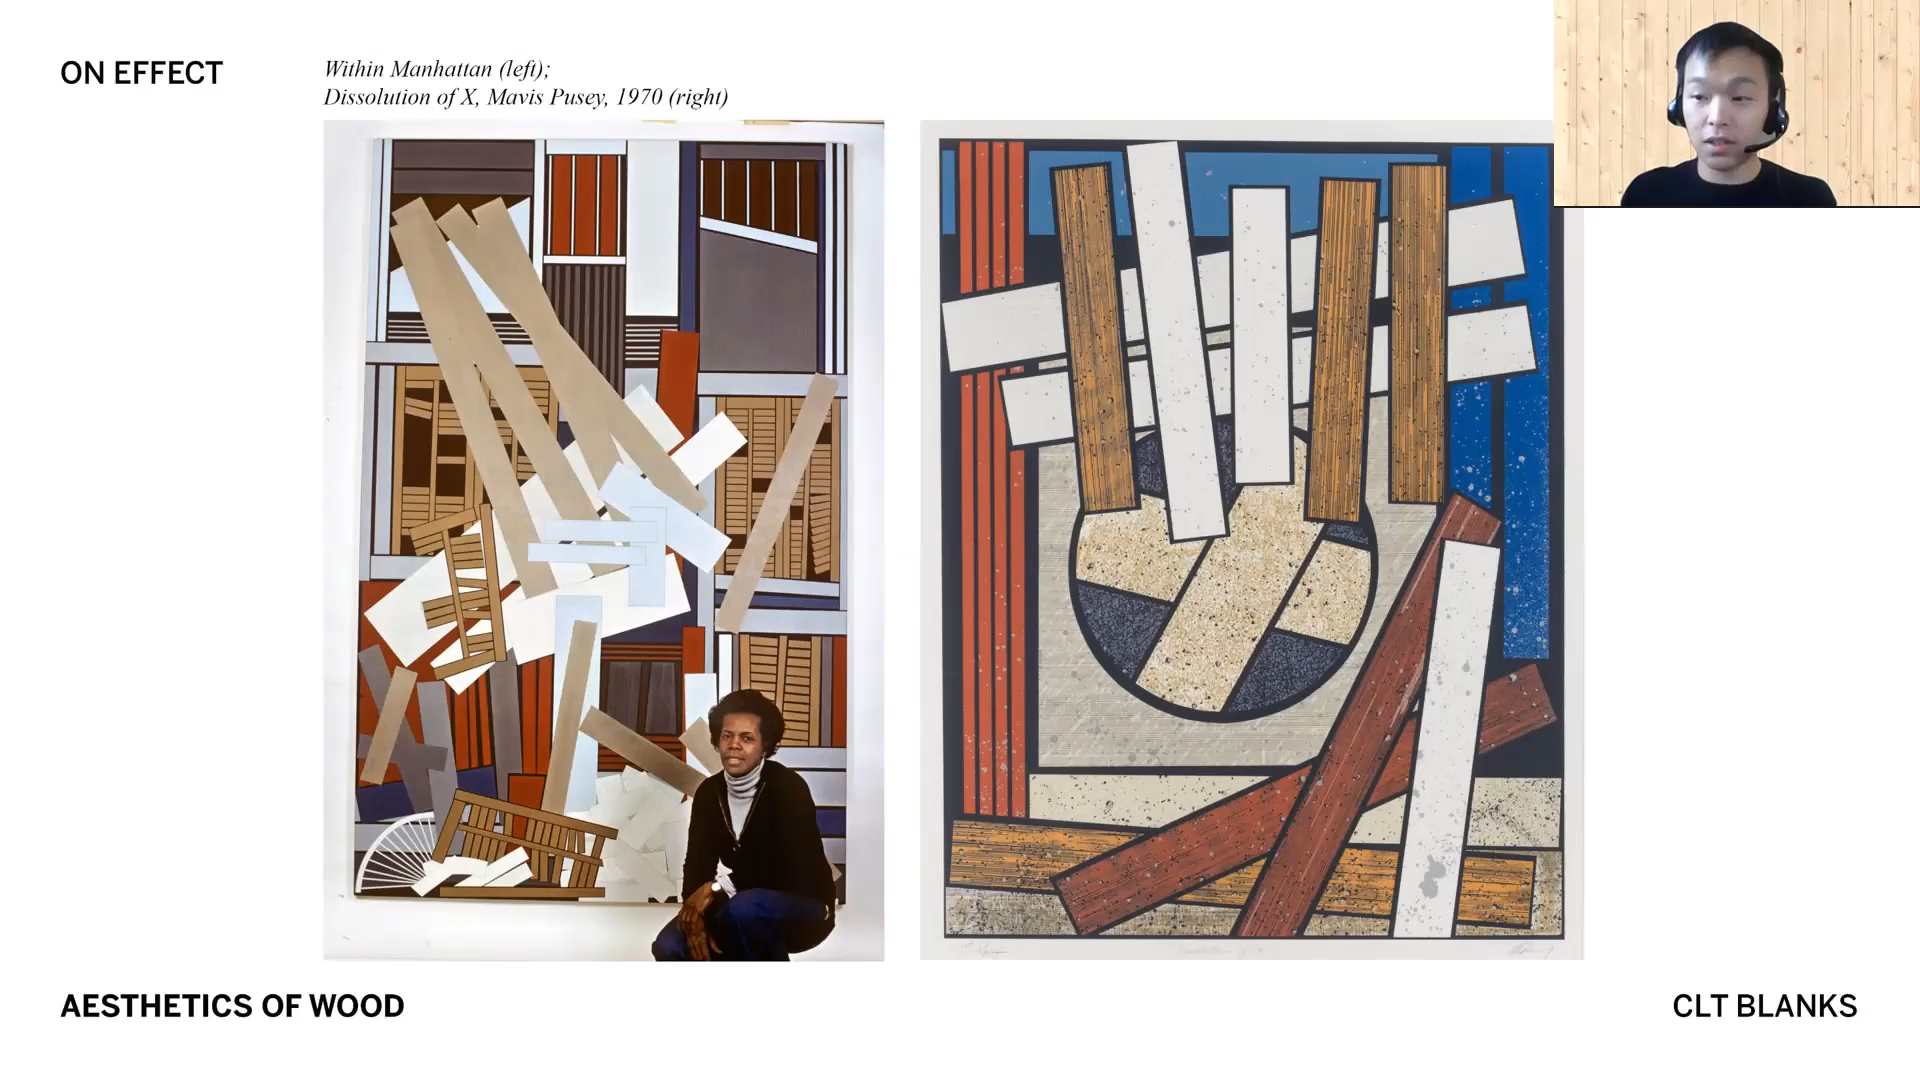 ON EFFECT
Within Manhattan (left);
Dissolution of X, Mavis Pusey, 1970 (right)
AESTHETICS OF WOOD
CLT BLANKS